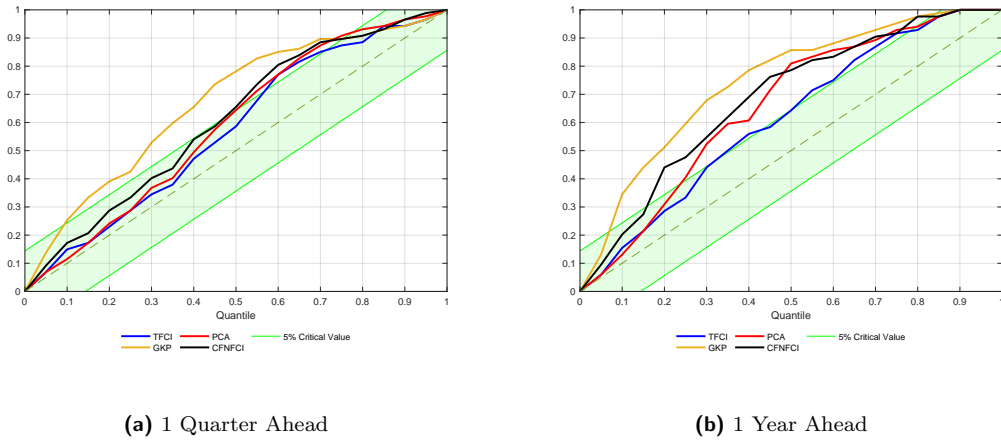 1
0.9
0.8
0.7
0.6
0.5
0.4
0.3
0.2
0.1
0
0 0.1 0.2 0.3 0.4 0.5 0.6 0.7 0.8 0.9 1
Quantile
TFCI PCA 5% Critical Value
GKP CFNFCI
(a) 1 Quarter Ahead
1
0.9
0.8
0.7
0.6
0.5
0.4
0.3
0.2
0.1
0
0 0.1 0.2 0.3 0.4 0.5 0.6 0.7 0.8 0.9 1
Quantile
TFCI PCA 5% Critical Value
GKP CFNFCI
(b) 1 Year Ahead